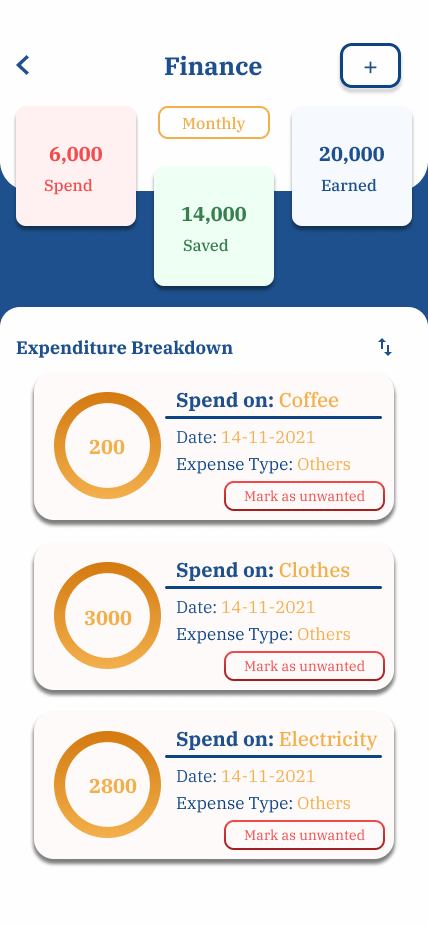 Finance
+
Monthly
6,000
Spend
14,000
Saved
20,000
Earned
Expenditure Breakdown
200
Spend on: Coffee
Date: 14-11-2021
Expense Type: Others
Mark as unwanted
3000
Spend on: Clothes
Date: 14-11-2021
Expense Type: Others
Mark as unwanted
2800
Spend on: Electricity
Date: 14-11-2021
Expense Type: Others
Mark as unwanted